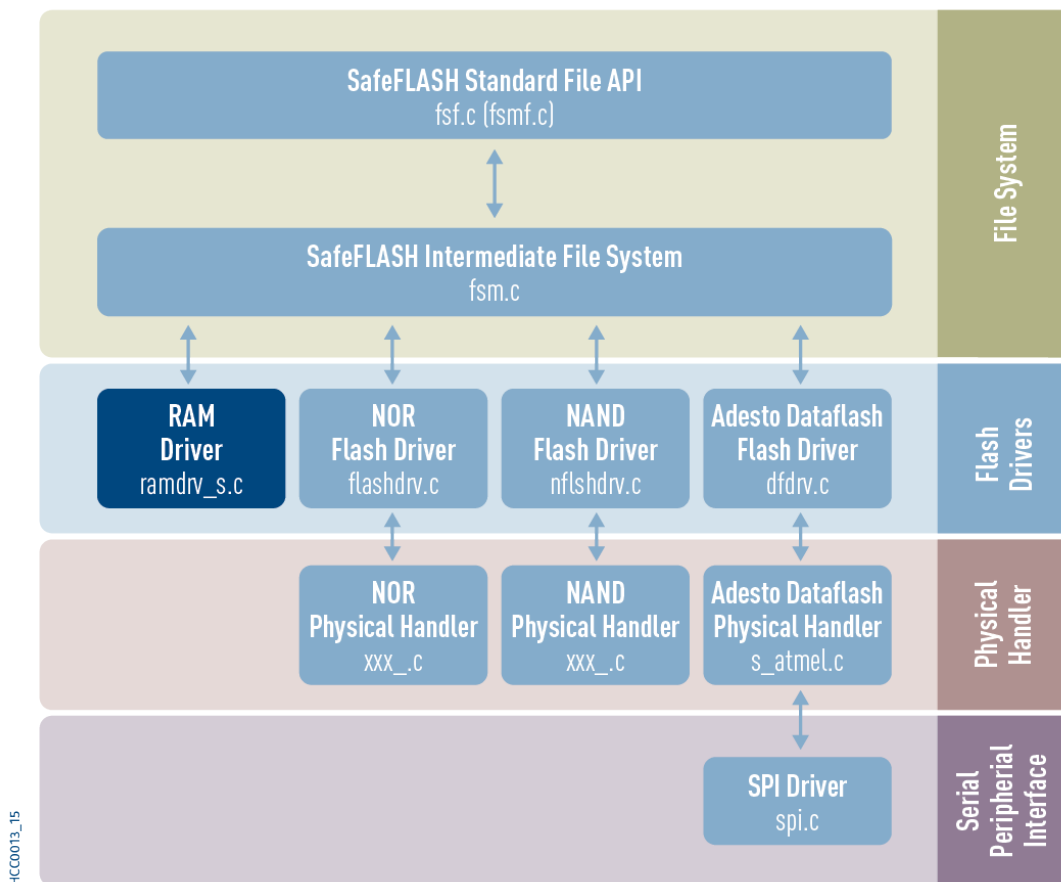 SafeFLASH Standard File API
fsf.c (fsmf.c)
SafeFLASH Intermediate File System
fsm.c
File System
RAM
Driver
ramdrv_s.c
NOR
Flash Driver
flashdrv.c
NAND
Flash Driver
nflshdrv.c
Adesto Dataflash
Flash Driver
dfdrv.c
Flash
Drivers
NOR
Physical Handler
xxx_.c
NAND
Physical Handler
xxx_.c
Adesto Dataflash
Physical Handler
s_atmel.c
Physical
Handler
SPI Driver
spi.c
Serial
Peripherial
Interface
HCC0013_15